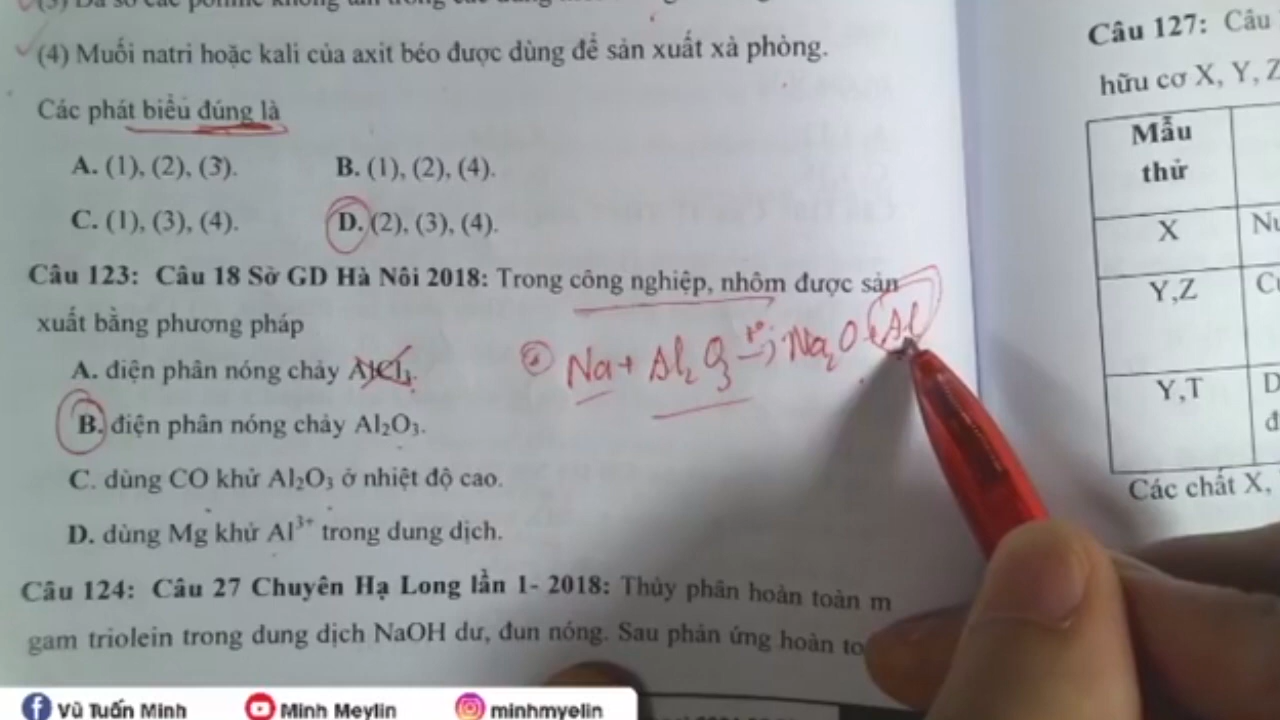 (4) Muối natri hoặc kali của axit béo được dùng để sản xuất xà phòng.
Các phát biểu đúng là
A. (1), (2), (3).
B. (1), (2), (4).
C. (1), (3), (4).
D. (2), (3), (4).
Câu 123: Câu 18 Sở GD Hà Nôi 2018: Trong công nghiệp, nhôm được sản
xuất bằng phương pháp
A. điện phân nóng chảy AlCl₃.
B. điện phân nóng chảy Al₂O₃.
C. dùng CO khử Al₂O₃ ở nhiệt độ cao.
D. dùng Mg khử Al³⁺ trong dung dịch.
Na + Al₂O₃ t° Na₂O + Al
Câu 124: Câu 27 Chuyên Hạ Long lần 1- 2018: Thủy phân hoàn toàn m
gam triolein trong dung dịch NaOH dư, đun nóng. Sau phản ứng hoàn
Câu 127: Câu
hữu cơ X, Y, Z
Mẫu
thử
X
Y,Z
Y,T
Các chất X,
Vũ Tuấn Minh
Minh Meylin
minhmyelin